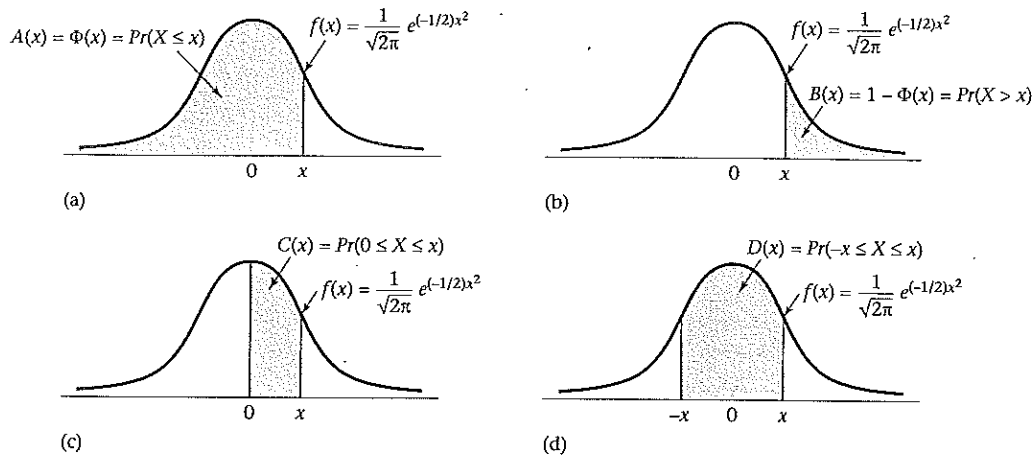 A(x) = Φ(x) = Pr(X ≤ x)
f(x) = 1/√2π e^(-1/2)x²
0 x
(a)
f(x) = 1/√2π e^(-1/2)x²
B(x) = 1 – Φ(x) = Pr(X > x)
0 x
(b)
C(x) = Pr(0 ≤ X ≤ x)
f(x) = 1/√2π e^(-1/2)x²
0 x
(c)
D(x) = Pr(–x ≤ X ≤ x)
f(x) = 1/√2π e^(-1/2)x²
–x 0 x
(d)